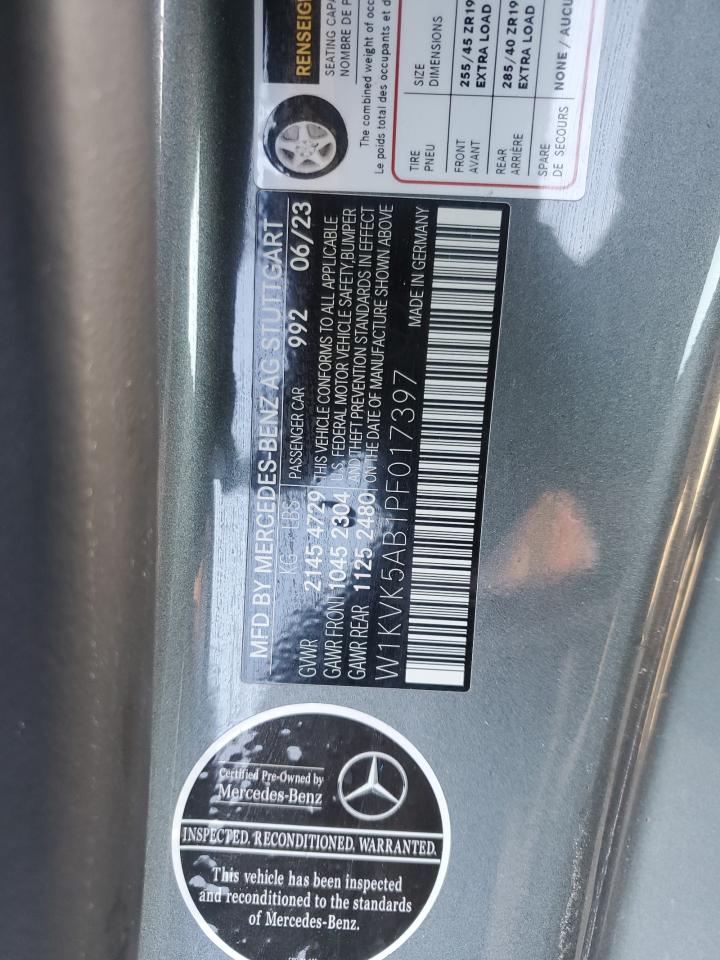 RENSEIG
SEATING CAPA
NOMBRE DE P
The combined weight of occ
Le poids total des occupants et d
TIRE SIZE
PNEU DIMENSIONS
FRONT 255/45 ZR19
AVANT EXTRA LOAD
REAR 285/40 ZR19
ARRIÈRE EXTRA LOAD
SPARE NONE / AUCU
DE SECOURS
MFD BY MERCEDES-BENZ AG STUTTGART
KG LBS PASSENGER CAR 992 06/23
GVWR 2145 4729
GAWR FRONT 1045 2304
GAWR REAR 1125 2480
THIS VEHICLE CONFORMS TO ALL APPLICABLE
U.S. FEDERAL MOTOR VEHICLE SAFETY,BUMPER
AND THEFT PREVENTION STANDARDS IN EFFECT
ON THE DATE OF MANUFACTURE SHOWN ABOVE
W1KVK5AB1PF017397
MADE IN GERMANY
Certified Pre-Owned by
Mercedes-Benz
INSPECTED. RECONDITIONED. WARRANTED.
This vehicle has been inspected
and reconditioned to the standards
of Mercedes-Benz.